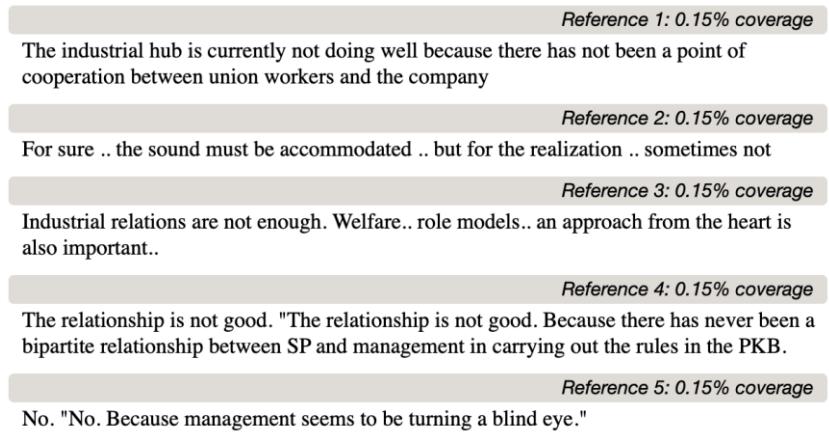 Reference 1: 0.15% coverage
The industrial hub is currently not doing well because there has not been a point of
cooperation between union workers and the company
Reference 2: 0.15% coverage
For sure .. the sound must be accommodated .. but for the realization .. sometimes not
Reference 3: 0.15% coverage
Industrial relations are not enough. Welfare.. role models.. an approach from the heart is
also important..
Reference 4: 0.15% coverage
The relationship is not good. "The relationship is not good. Because there has never been a
bipartite relationship between SP and management in carrying out the rules in the PKB.
Reference 5: 0.15% coverage
No. "No. Because management seems to be turning a blind eye."